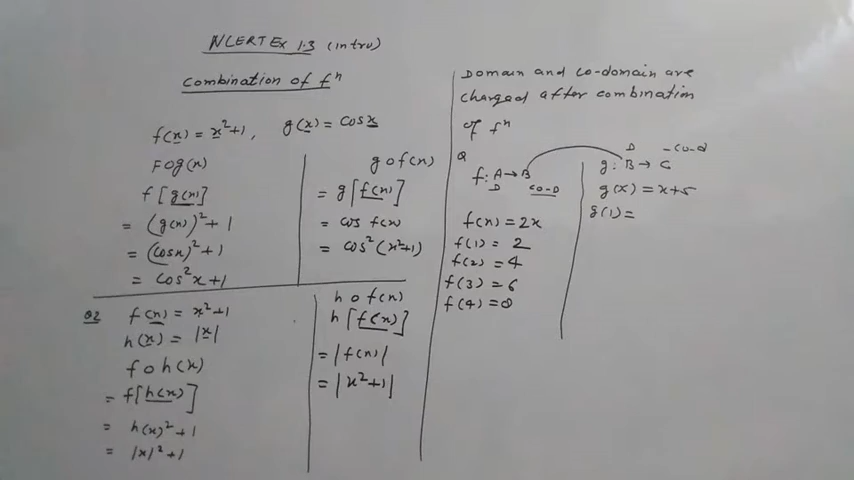 NCERT EX 1.3 (intro)
combination of fⁿ
f(x) = x²+1, g(x) = cosx
FOg(x)
f[g(x)]
= (g(x))²+1
= (cosx)²+1
= cos²x+1
gof(x)
= g[f(x)]
= cos f(x)
= cos²(x²+1)
Q2 f(x) = x²+1
h(x) = |x|
foh(x)
= f[h(x)]
= h(x)²+1
= |x|²+1
hof(x)
h[f(x)]
= |f(x)|
= |x²+1|
Domain and co-domain are
changed after combination
of fⁿ
Q
f: A→B
D CO-D
f(x) = 2x
f(1) = 2
f(2) = 4
f(3) = 6
f(4) = 8
D -CO-D
g: B→C
g(x) = x+5
g(1) =